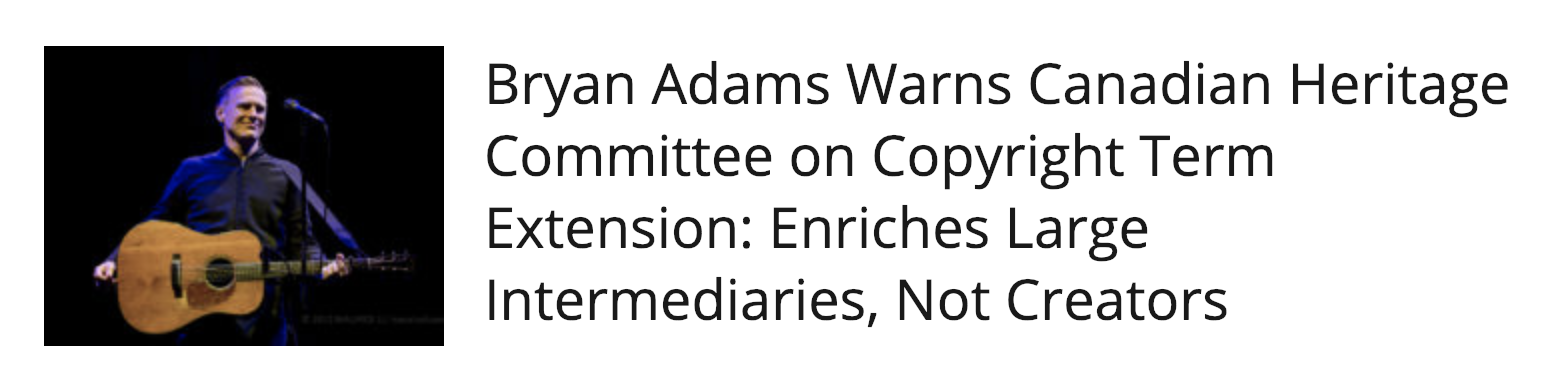 Bryan Adams Warns Canadian Heritage
Committee on Copyright Term
Extension: Enriches Large
Intermediaries, Not Creators